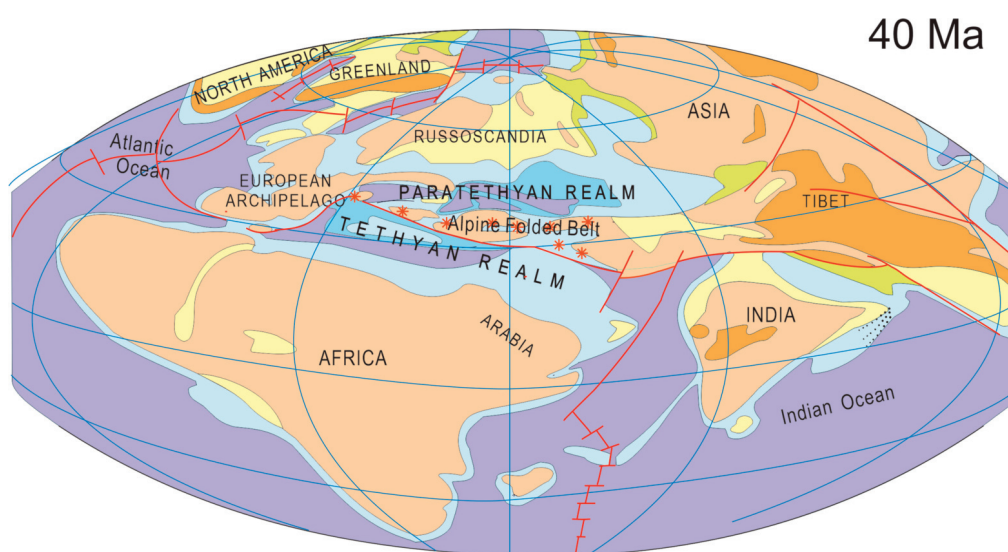 40 Ma
NORTH AMERICA
GREENLAND
ASIA
RUSSOSCANDIA
Atlantic
Ocean
EUROPEAN
ARCHIPELAGO
PARATETHYAN REALM
TIBET
Alpine Folded Belt
TETHYAN REALM
INDIA
ARABIA
AFRICA
Indian Ocean